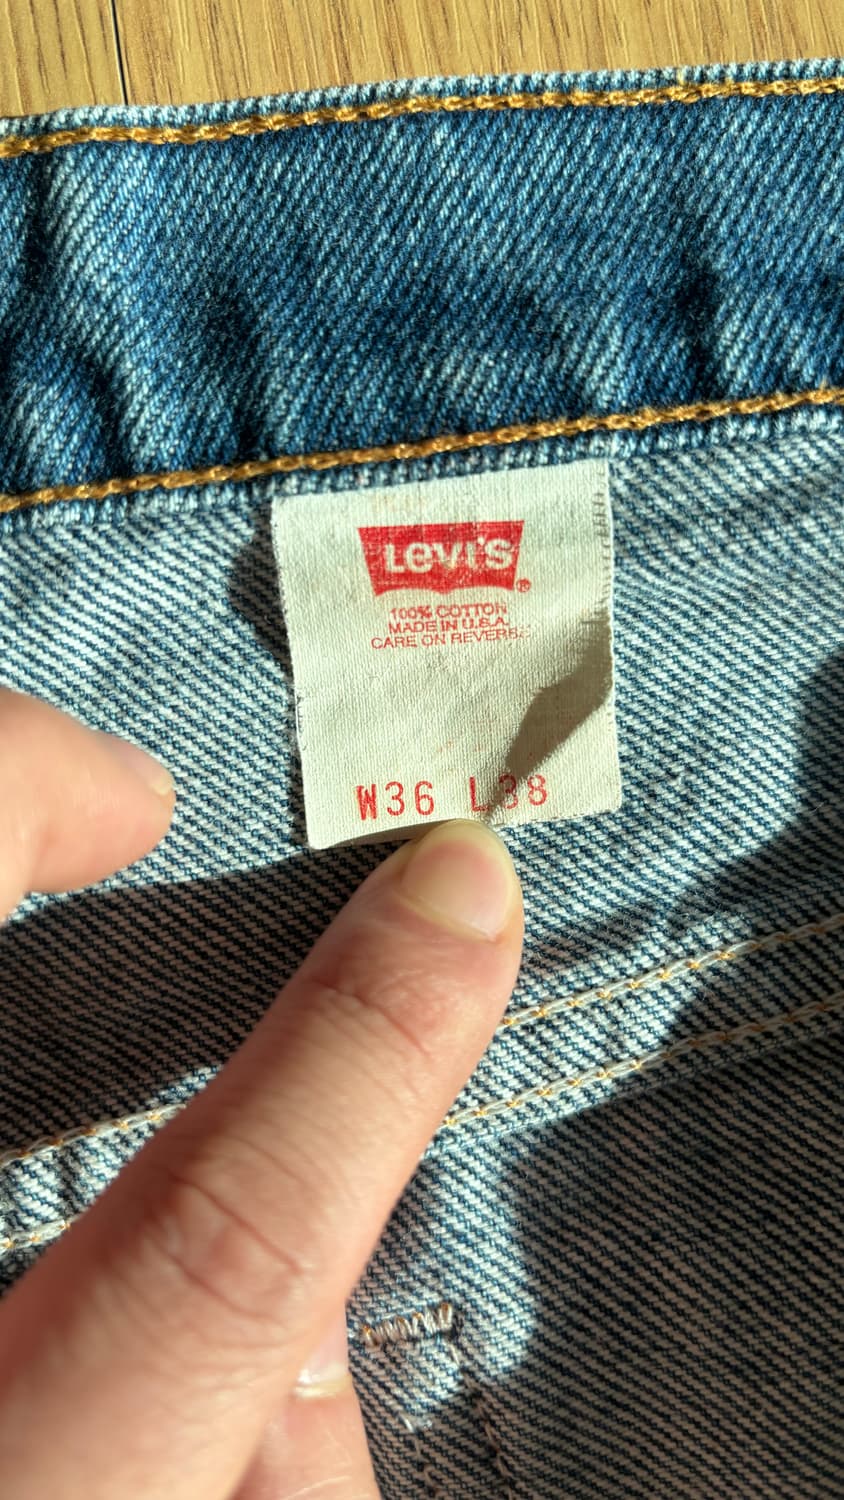 Levi's
®
100% COTTON
MADE IN U.S.A.
CARE ON REVERSE
W36 L38